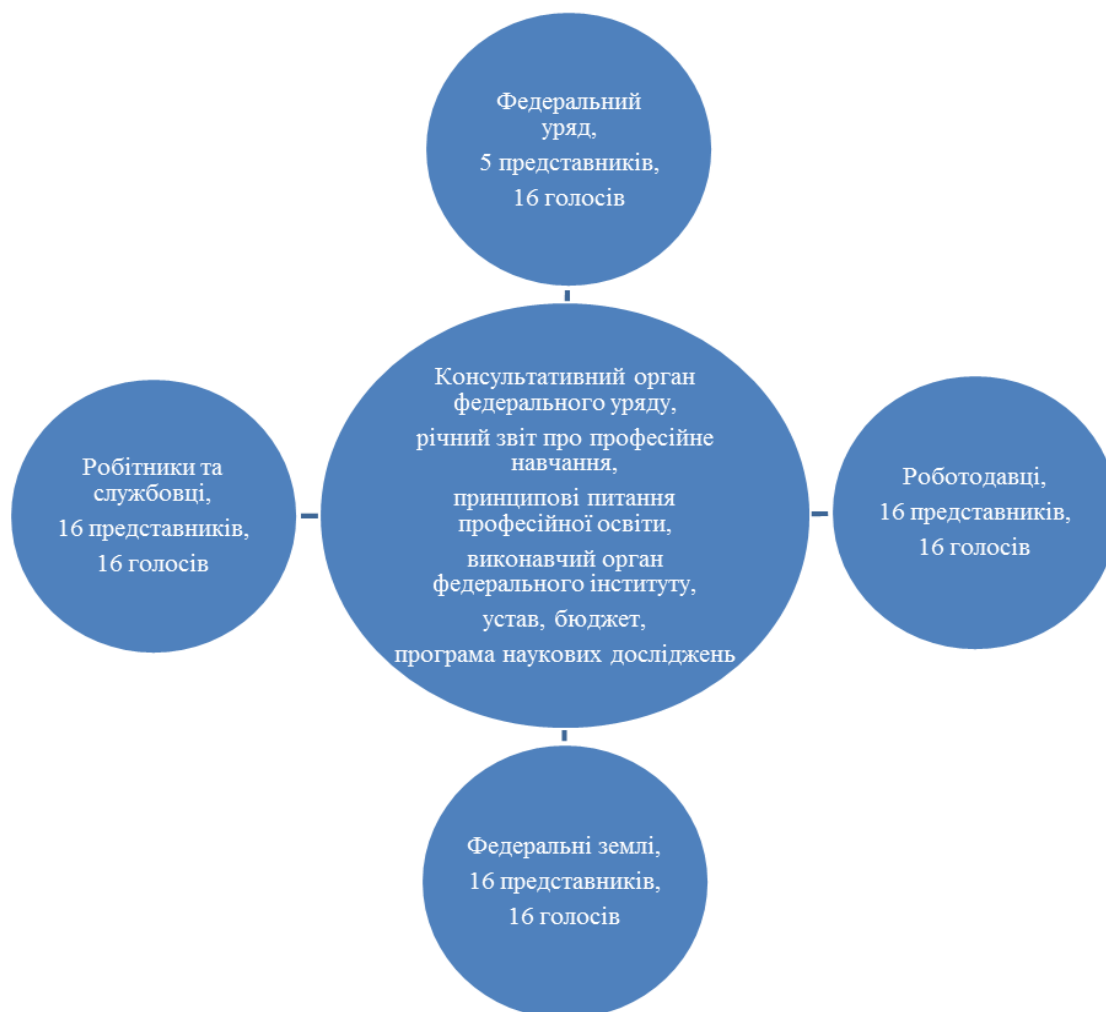 Федеральний
уряд,
5 представників,
16 голосів
Консультативний орган
федерального уряду,
річний звіт про професійне
навчання,
принципові питання
професійної освіти,
виконавчий орган
федерального інституту,
устав, бюджет,
програма наукових досліджень
Робітники та
службовці,
16 представників,
16 голосів
Роботодавці,
16 представників,
16 голосів
Федеральні землі,
16 представників,
16 голосів